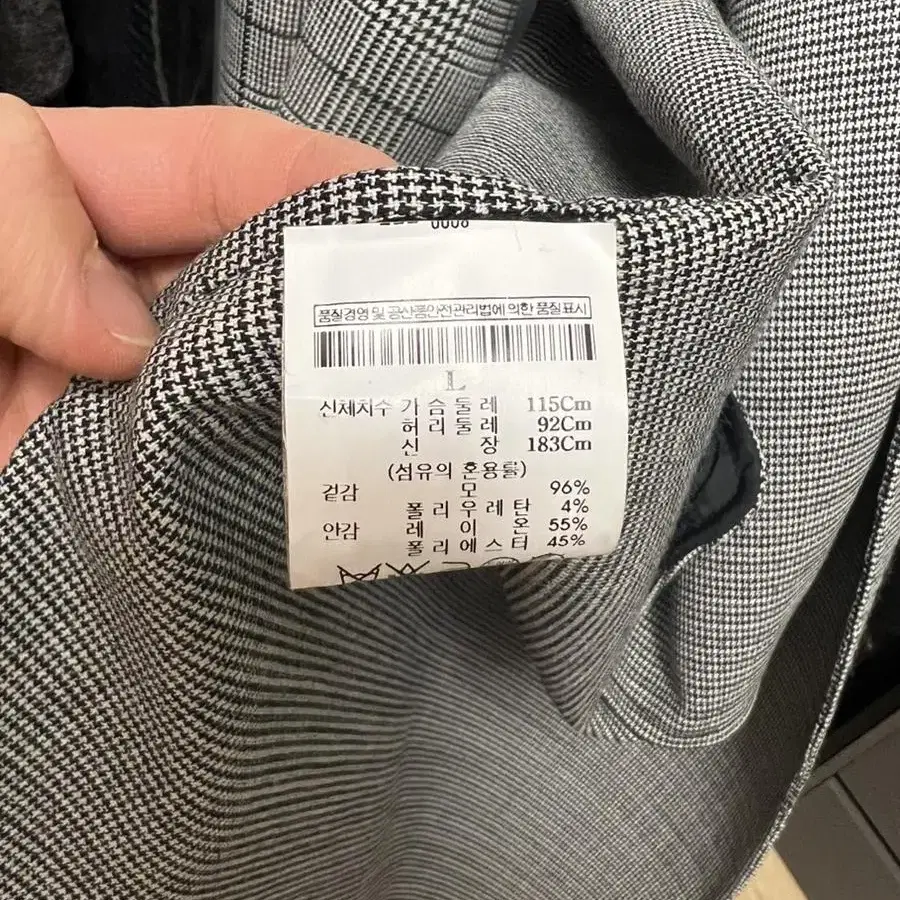 0008
품질경영 및 공산품안전관리법에 의한 품질표시
L
신체치수 가슴둘레 115Cm
허리둘레 92Cm
신 장 183Cm
(섬유의 혼용률)
겉감 모 96%
폴리우레탄 4%
안감 레 이 온 55%
폴리에스터 45%